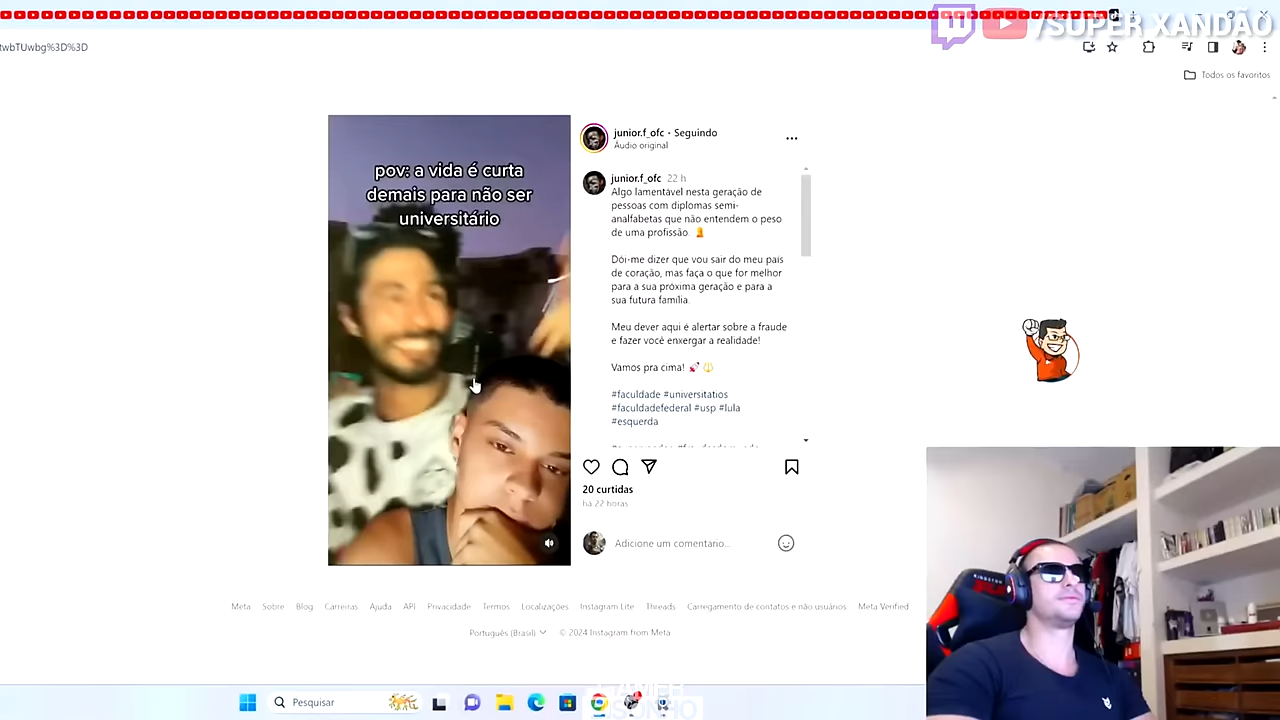 /SUPER XANDÃO
twbTUwbg%3D%3D
Todos os favoritos
pov: a vida é curta
demais para não ser
universitário
junior.f_ofc • Seguindo
Áudio original
junior.f_ofc 22 h
Algo lamentável nesta geração de
pessoas com diplomas semi-
analfabetas que não entendem o peso
de uma profissão.
Dói-me dizer que vou sair do meu país
de coração, mas faça o que for melhor
para a sua próxima geração e para a
sua futura família.
Meu dever aqui é alertar sobre a fraude
e fazer você enxergar a realidade!
Vamos pra cima!
#faculdade #universitatios
#faculdadefederal #usp #lula
#esquerda
20 curtidas
há 22 horas
Adicione um comentário...
Meta Sobre Blog Carreiras Ajuda API Privacidade Termos Localizações Instagram Lite Threads Carregamento de contatos e não usuários Meta Verified
Português (Brasil) © 2024 Instagram from Meta
Pesquisar